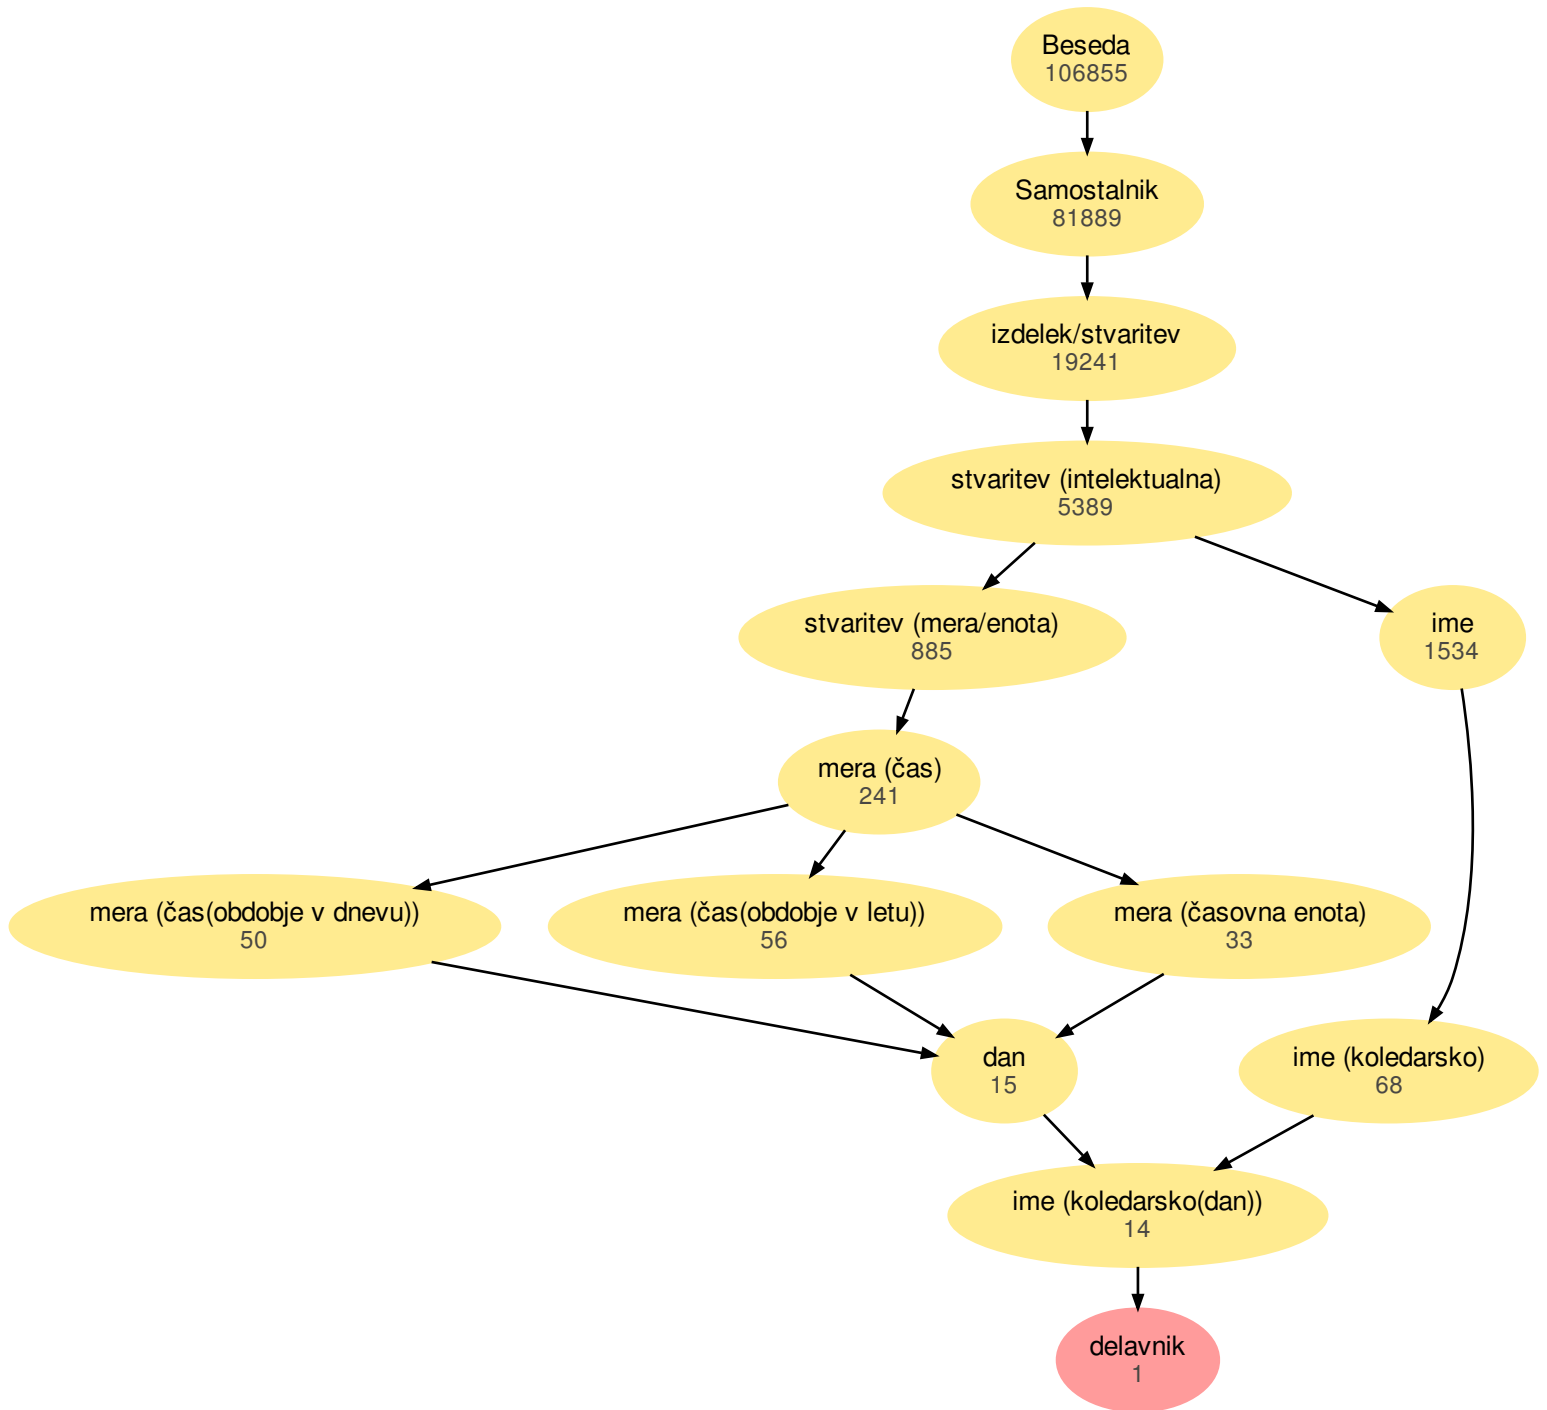 Beseda
106855
Samostalnik
81889
izdelek/stvaritev
19241
stvaritev (intelektualna)
5389
stvaritev (mera/enota)
885
ime
1534
mera (čas)
241
mera (čas(obdobje v dnevu))
50
mera (čas(obdobje v letu))
56
mera (časovna enota)
33
dan
15
ime (koledarsko)
68
ime (koledarsko(dan))
14
delavnik
1